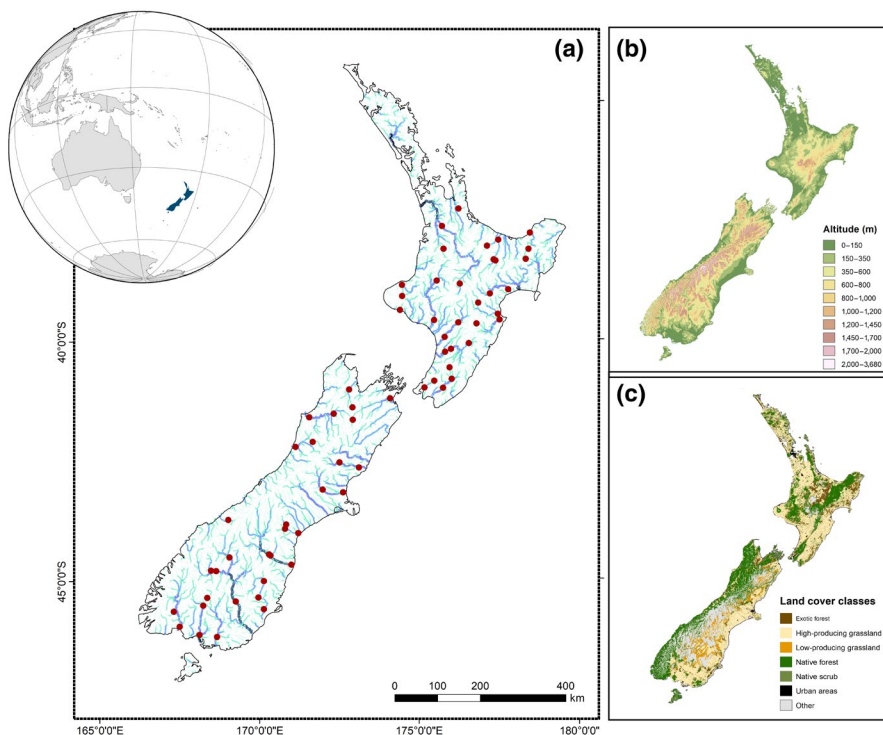 (a)
40°0'0"S
45°0'0"S
0 100 200 400
km
165°0'0"E 170°0'0"E 175°0'0"E 180°0'0"E
(b)
Altitude (m)
0–150
150–350
350–600
600–800
800–1,000
1,000–1,200
1,200–1,450
1,450–1,700
1,700–2,000
2,000–3,680
(c)
Land cover classes
Exotic forest
High-producing grassland
Low-producing grassland
Native forest
Native scrub
Urban areas
Other